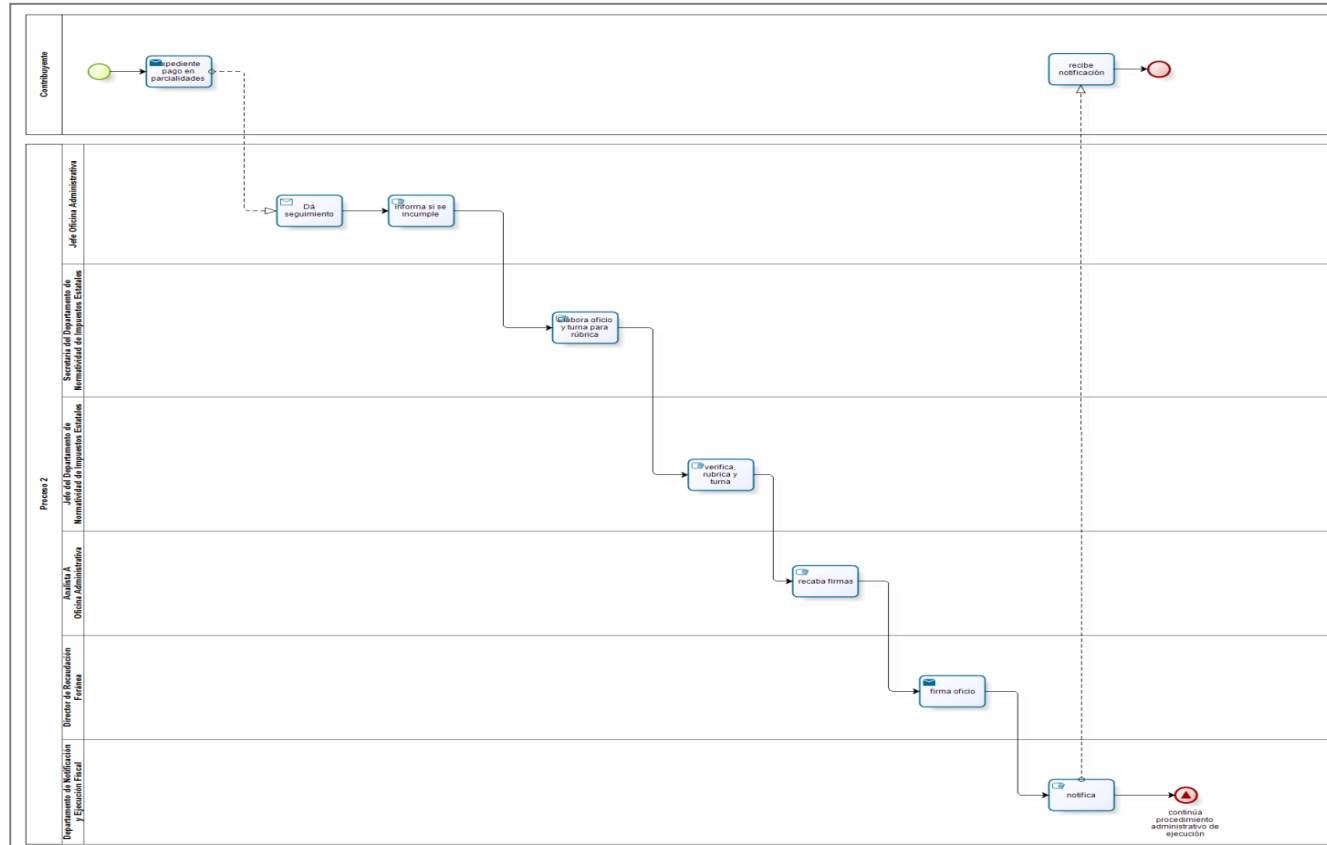 Contribuyente
expediente
pago en
parcialidades
recibe
notificación
Proceso 2
Jefe Oficina Administrativa
Dá
seguimiento
informa si se
incumple
Secretaria del Departamento de
Normatividad de Impuestos Estatales
elabora oficio
y turna para
rúbrica
Jefe del Departamento de
Normatividad de Impuestos Estatales
verifica,
rubrica y
turna
Analista A
Oficina Administrativa
recaba firmas
Director de Recaudación
Foránea
firma oficio
Departamento de Notificación
y Ejecución Fiscal
notifica
continúa
procedimiento
administrativo de
ejecución